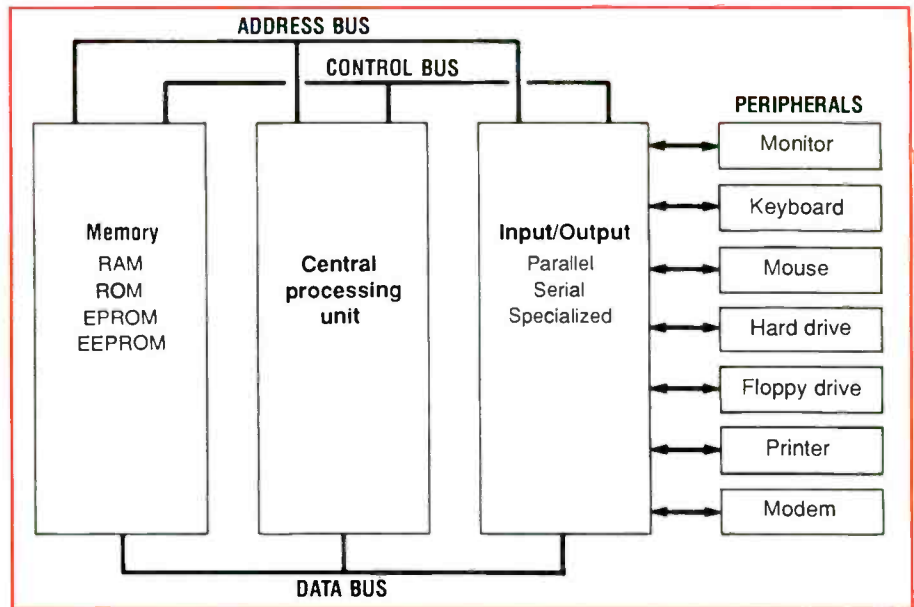 ADDRESS BUS
CONTROL BUS
Memory
RAM
ROM
EPROM
EEPROM
Central
processing
unit
Input/Output
Parallel
Serial
Specialized
PERIPHERALS
Monitor
Keyboard
Mouse
Hard drive
Floppy drive
Printer
Modem
DATA BUS